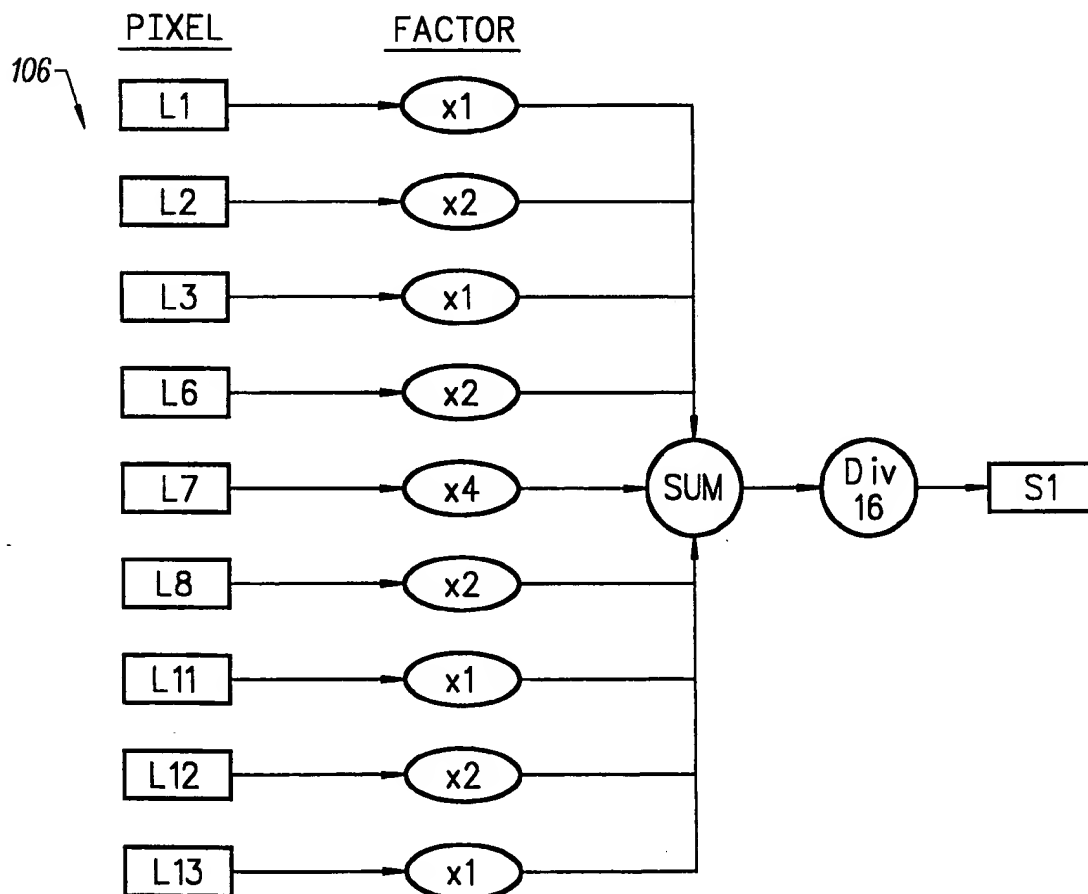 PIXEL FACTOR
106
L1 x1
L2 x2
L3 x1
L6 x2
L7 x4 SUM Div 16 S1
L8 x2
L11 x1
L12 x2
L13 x1